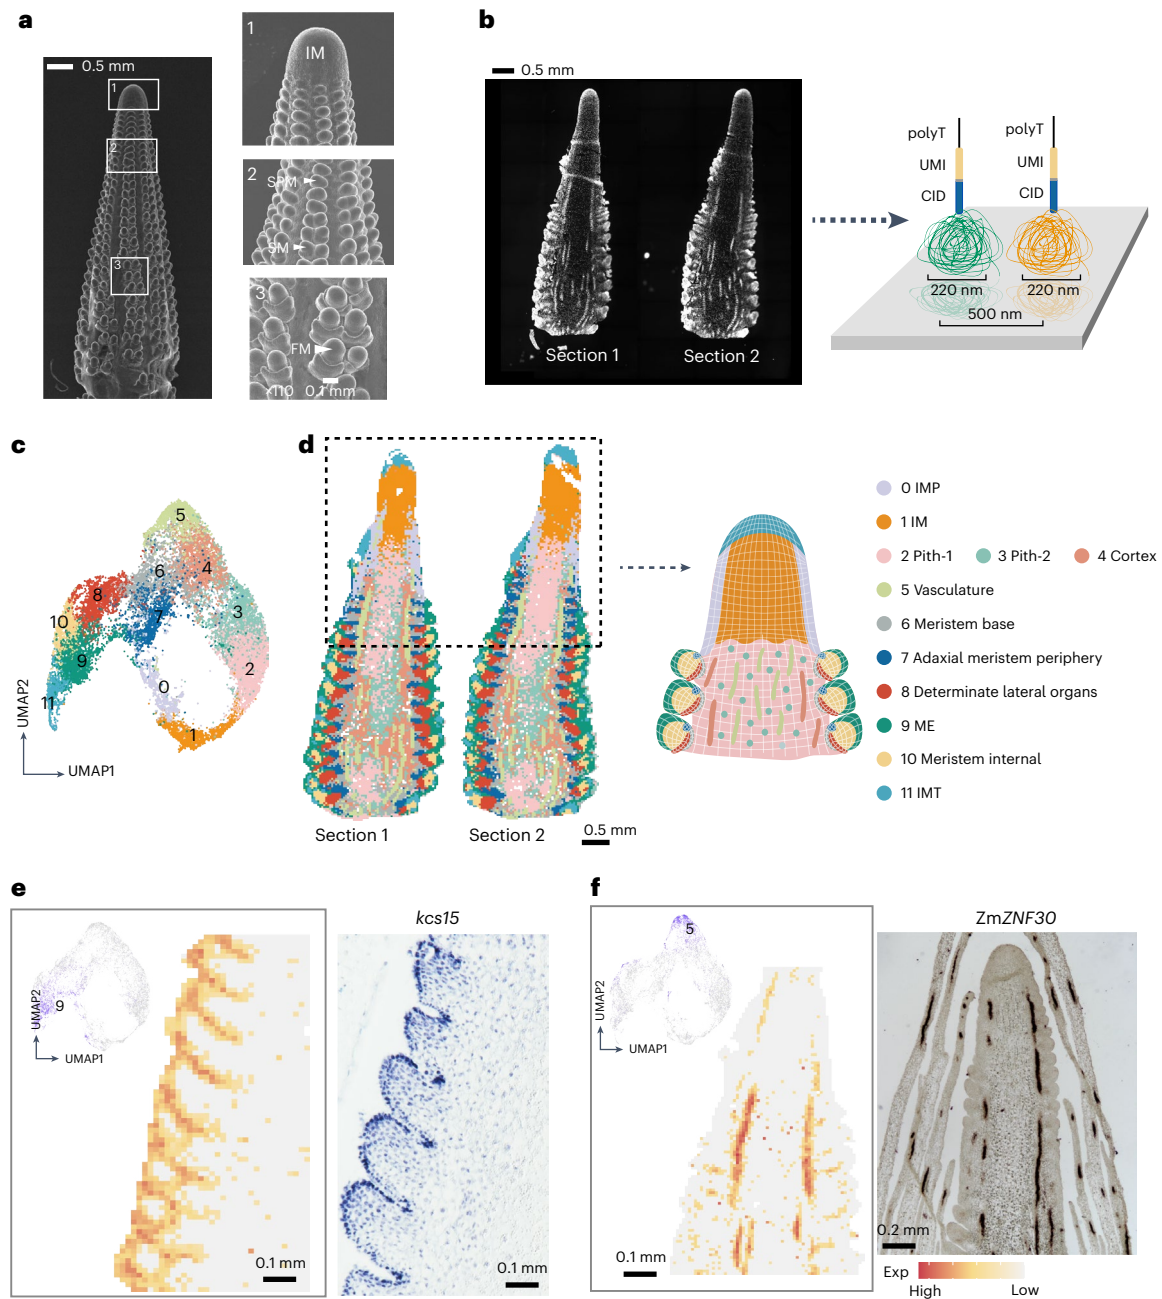 a
0.5 mm
1
2
3
1
IM
2
SPM
SM
3
FM
×110 0.1 mm
b
0.5 mm
Section 1
Section 2
polyT
polyT
UMI
UMI
CID
CID
220 nm
220 nm
500 nm
c
5
6
4
8
7
3
10
9
2
0
11
1
UMAP2
UMAP1
d
Section 1
Section 2
0.5 mm
0 IMP
1 IM
2 Pith-1
3 Pith-2
4 Cortex
5 Vasculature
6 Meristem base
7 Adaxial meristem periphery
8 Determinate lateral organs
9 ME
10 Meristem internal
11 IMT
e
9
UMAP2
UMAP1
0.1 mm
kcs15
0.1 mm
f
5
UMAP2
UMAP1
0.1 mm
ZmZNF30
0.2 mm
Exp
High
Low